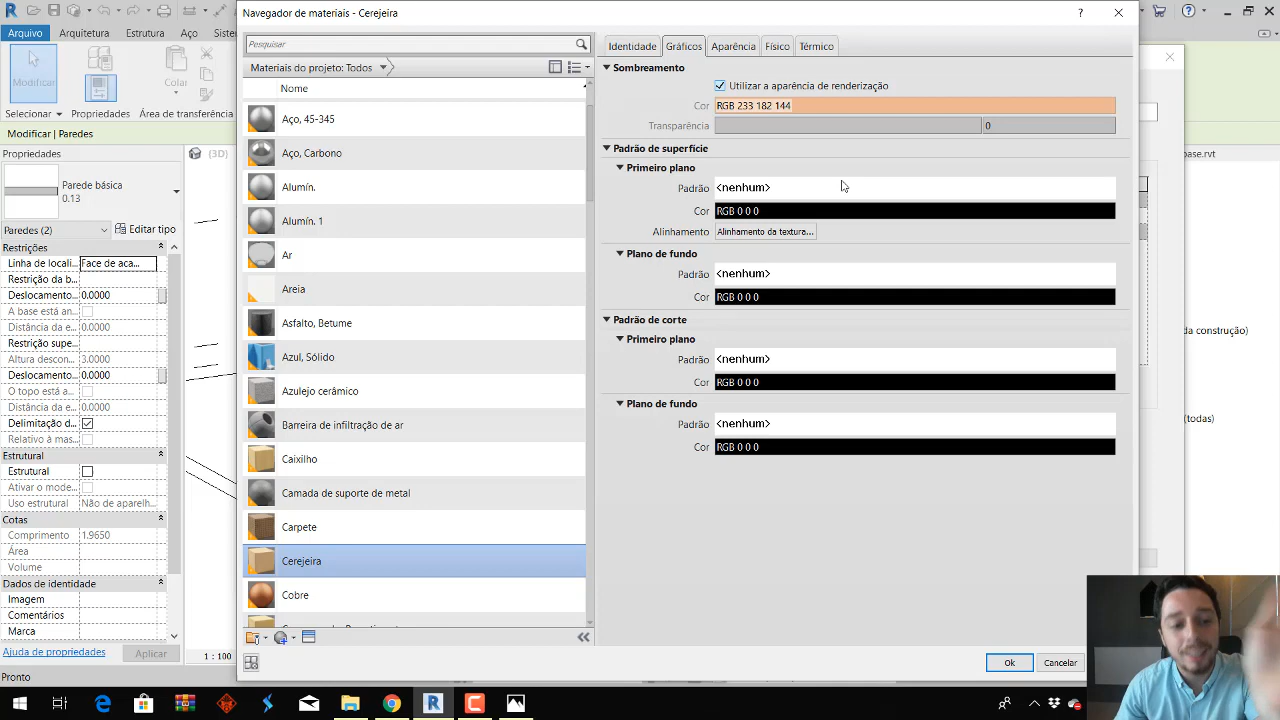 Navegador de materiais - Cerejeira
Arquivo
Arquitetura
Estrutura
Aço
Modificar
Propriedades
Colar
Selecionar
Propriedades
Área de transferência
Modificar | Paredes
Propriedades
(3D)
Parede básica
0.13
Paredes (2)
Editar tipo
Restrições
Linha de locali...
Face de aca...
Restrição da b...
Deslocamento...
0.0000
A base está an...
Distância da e...
0.0000
Restrição supe...
Altura descon...
3.0000
Deslocamento...
0.0000
O topo está a...
Distância da e...
0.0000
Delimitação d...
Relativo à mas...
Estrutural
Estrutural
Ativar o mode...
Uso estrutural
Não de aparelh...
Cotas
Comprimento
1.9650
Área
Volume
Dados de identidade
Imagem
Comentários
Marca
Ajuda de propriedades
Aplicar
Pronto
1 : 100
Pesquisar
Materiais do projeto: Todos
Nome
Aço, 45-345
Aço, Carbono
Alumín.
Alumín. 1
Ar
Areia
Asfalto, Betume
Azul, Sólido
Azulejo cerâmico
Barreira de infiltração de ar
Caixilho
Camada de suporte de metal
Carpete
Cerejeira
Cobre
Identidade
Gráficos
Aparência
Físico
Térmico
Sombreamento
Utilizar a aparência de renderização
Cor
RGB 233 182 144
Transparência
0
Padrão de superfície
Primeiro plano
Padrão
<nenhum>
Cor
RGB 0 0 0
Alinhamento
Alinhamento da textura...
Plano de fundo
Padrão
<nenhum>
Cor
RGB 0 0 0
Padrão de corte
Primeiro plano
Padrão
<nenhum>
Cor
RGB 0 0 0
Plano de fundo
Padrão
<nenhum>
Cor
RGB 0 0 0
Ok
Cancelar
base.rvt
da construção)
(todas)